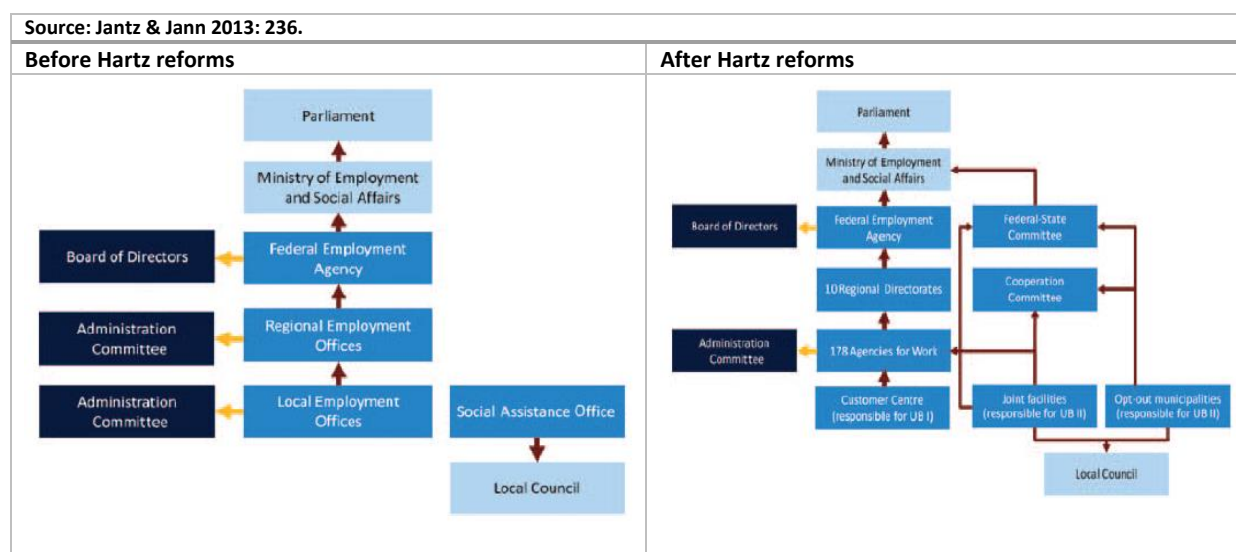 Source: Jantz & Jann 2013: 236.
Before Hartz reforms
Parliament
Ministry of Employment
and Social Affairs
Board of Directors
Federal Employment
Agency
Administration
Committee
Regional Employment
Offices
Administration
Committee
Local Employment
Offices
Social Assistance Office
Local Council
After Hartz reforms
Parliament
Ministry of Employment
and Social Affairs
Board of Directors
Federal Employment
Agency
Federal-State
Committee
10 Regional Directorates
Cooperation
Committee
Administration
Committee
178 Agencies for Work
Customer Centre
(responsible for UB I)
Joint facilities
(responsible for UB II)
Opt-out municipalities
(responsible for UB II)
Local Council